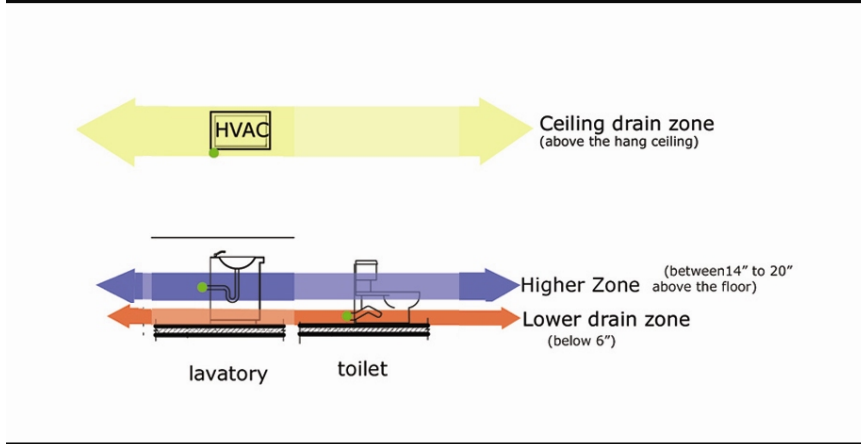 HVAC
Ceiling drain zone
(above the hang ceiling)
Higher Zone
(between14" to 20"
above the floor)
Lower drain zone
(below 6")
lavatory
toilet